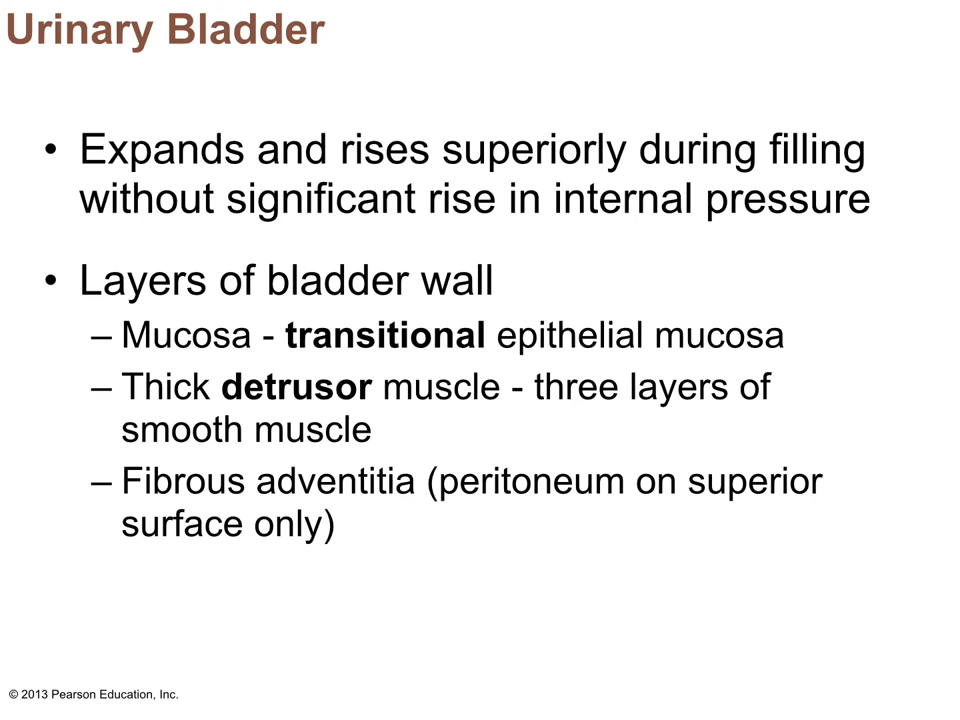 Urinary Bladder
• Expands and rises superiorly during filling
without significant rise in internal pressure
• Layers of bladder wall
– Mucosa - transitional epithelial mucosa
– Thick detrusor muscle - three layers of
smooth muscle
– Fibrous adventitia (peritoneum on superior
surface only)
© 2013 Pearson Education, Inc.